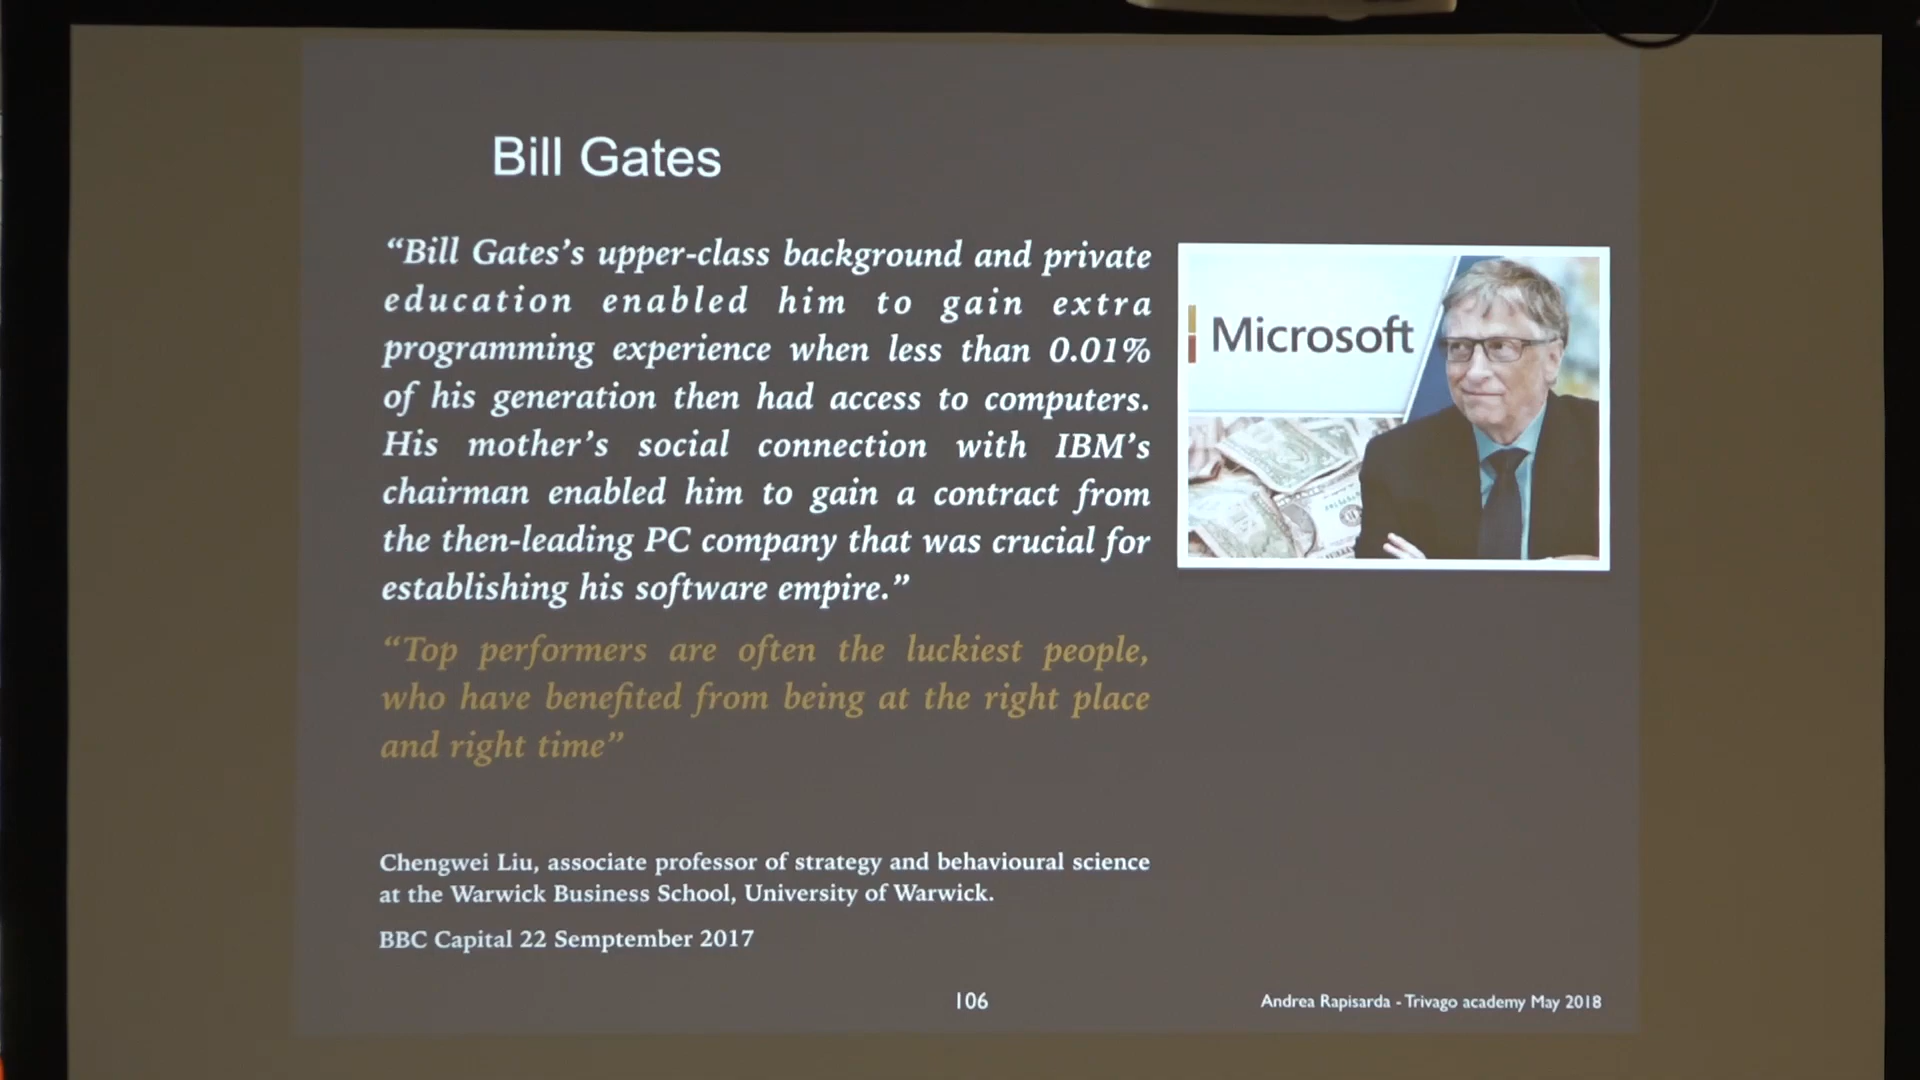 Bill Gates
“Bill Gates’s upper-class background and private
education enabled him to gain extra
programming experience when less than 0.01%
of his generation then had access to computers.
His mother’s social connection with IBM’s
chairman enabled him to gain a contract from
the then-leading PC company that was crucial for
establishing his software empire.”
Microsoft
“Top performers are often the luckiest people,
who have benefited from being at the right place
and right time”
Chengwei Liu, associate professor of strategy and behavioural science
at the Warwick Business School, University of Warwick.
BBC Capital 22 Semptember 2017
106
Andrea Rapisarda - Trivago academy May 2018